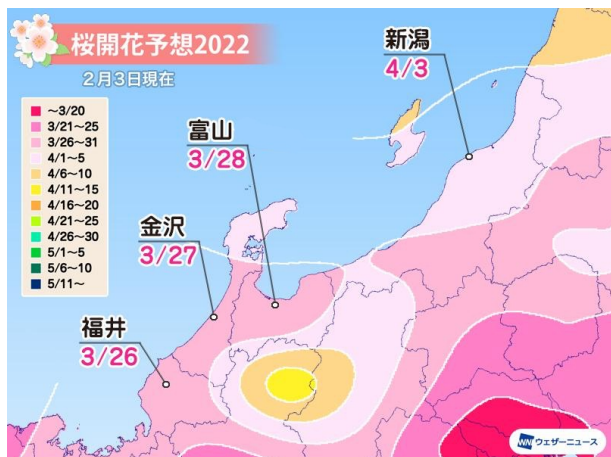 桜開花予想2022
2月3日現在
～3/20
3/21～25
3/26～31
4/1～5
4/6～10
4/11～15
4/16～20
4/21～25
4/26～30
5/1～5
5/6～10
5/11～
新潟
4/3
富山
3/28
金沢
3/27
福井
3/26
WN ウェザーニュース